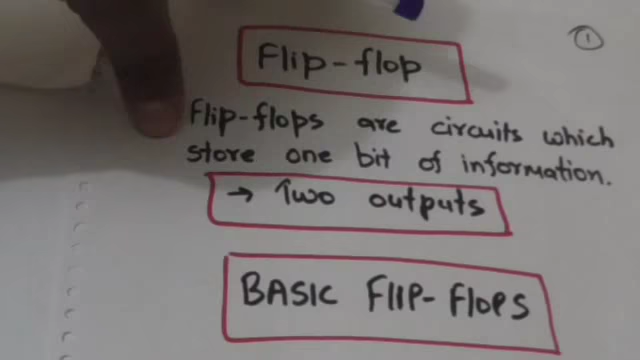 1
Flip-flop
Flip-flops are circuits which
store one bit of information.
→ Two outputs
BASIC FLIP-FLOPS